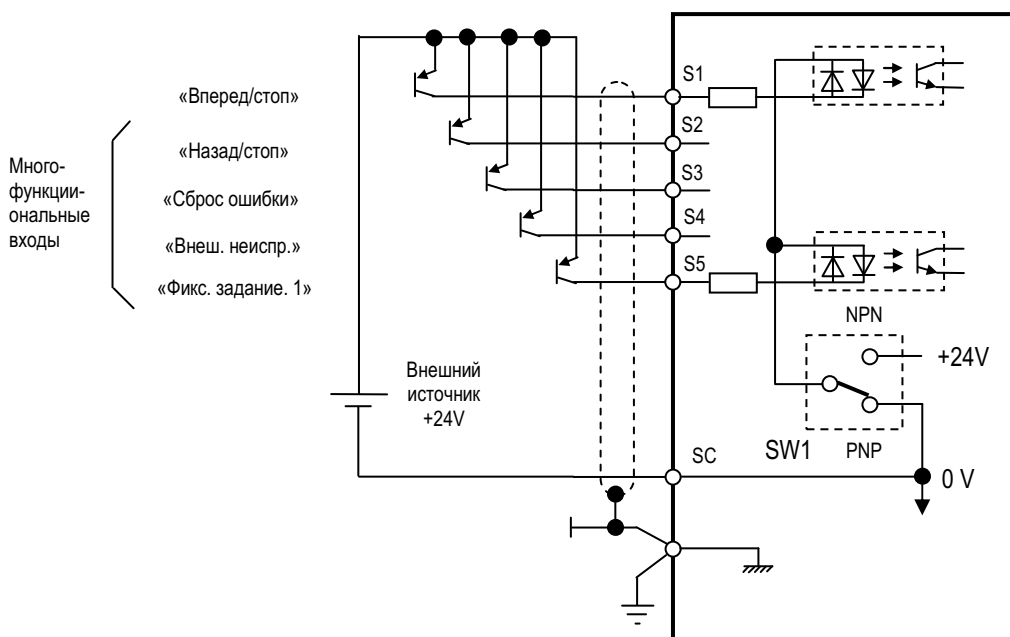 «Вперед/стоп»
Много-
функци-
ональные
входы
«Назад/стоп»
«Сброс ошибки»
«Внеш. неиспр.»
«Фикс. задание. 1»
Внешний
источник
+24V
S1
S2
S3
S4
S5
SC
NPN
+24V
SW1
PNP
0 V